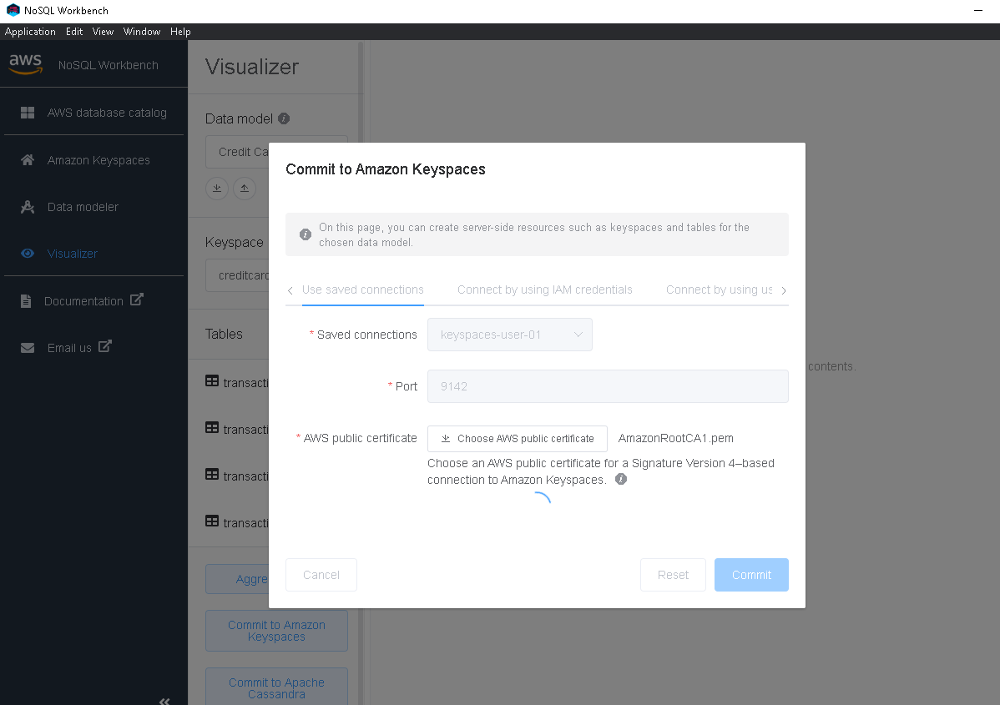 NoSQL Workbench
Application Edit View Window Help
aws NoSQL Workbench
AWS database catalog
Amazon Keyspaces
Data modeler
Visualizer
Documentation
Email us
Visualizer
Data model
Credit Ca
Keyspace
creditcard
Tables
transacti
transacti
transacti
transacti
Aggre
Commit to Amazon
Keyspaces
Commit to Apache
Cassandra
Commit to Amazon Keyspaces
On this page, you can create server-side resources such as keyspaces and tables for the
chosen data model.
Use saved connections Connect by using IAM credentials Connect by using us
* Saved connections keyspaces-user-01
* Port 9142
* AWS public certificate Choose AWS public certificate AmazonRootCA1.pem
Choose an AWS public certificate for a Signature Version 4–based
connection to Amazon Keyspaces.
Cancel Reset Commit
contents.